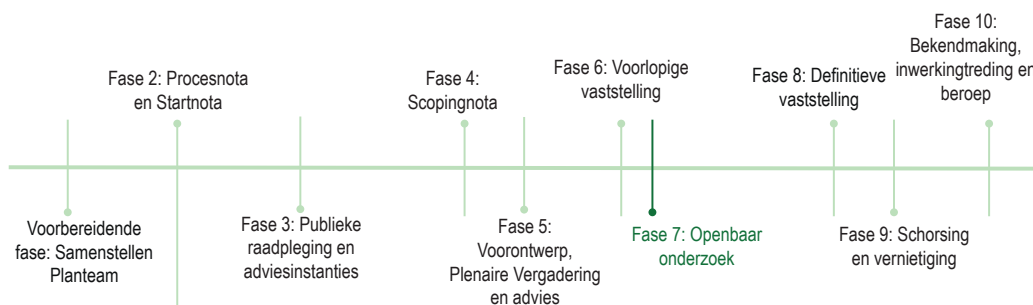 Voorbereidende
fase: Samenstellen
Planteam
Fase 2: Procesnota
en Startnota
Fase 3: Publieke
raadpleging en
adviesinstanties
Fase 4:
Scopingnota
Fase 5:
Voorontwerp,
Plenaire Vergadering
en advies
Fase 6: Voorlopige
vaststelling
Fase 7: Openbaar
onderzoek
Fase 8: Definitieve
vaststelling
Fase 9: Schorsing
en vernietiging
Fase 10:
Bekendmaking,
inwerkingtreding en
beroep